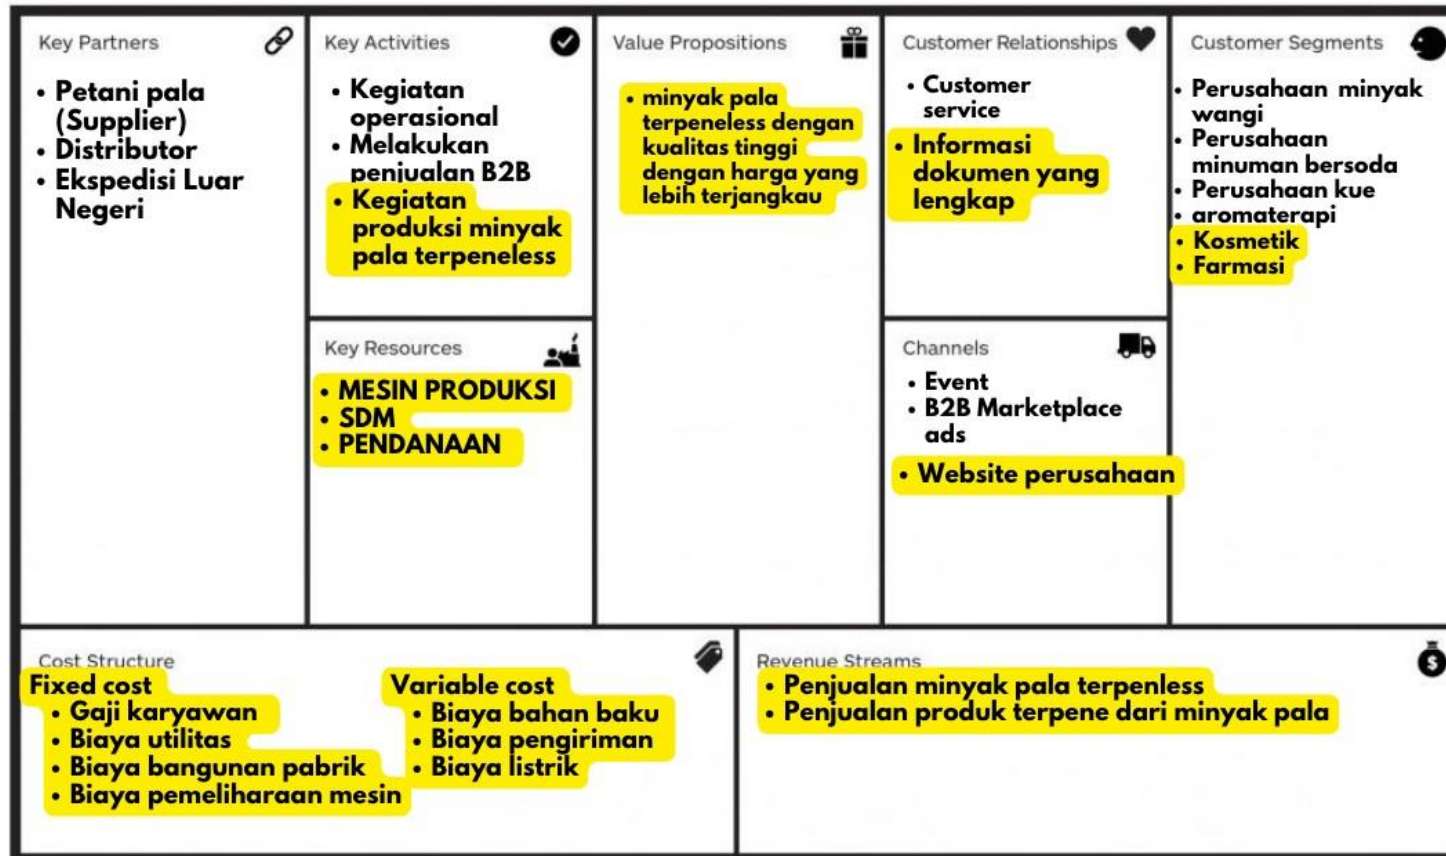 Key Partners
• Petani pala
(Supplier)
• Distributor
• Ekspedisi Luar
Negeri
Key Activities
• Kegiatan
operasional
• Melakukan
penjualan B2B
• Kegiatan
produksi minyak
pala terpeneless
Key Resources
• MESIN PRODUKSI
• SDM
• PENDANAAN
Value Propositions
• minyak pala
terpeneless dengan
kualitas tinggi
dengan harga yang
lebih terjangkau
Customer Relationships
• Customer
service
• Informasi
dokumen yang
lengkap
Channels
• Event
• B2B Marketplace
ads
• Website perusahaan
Customer Segments
• Perusahaan minyak
wangi
• Perusahaan
minuman bersoda
• Perusahaan kue
• aromaterapi
• Kosmetik
• Farmasi
Cost Structure
Fixed cost
• Gaji karyawan
• Biaya utilitas
• Biaya bangunan pabrik
• Biaya pemeliharaan mesin
Variable cost
• Biaya bahan baku
• Biaya pengiriman
• Biaya listrik
Revenue Streams
• Penjualan minyak pala terpenless
• Penjualan produk terpene dari minyak pala